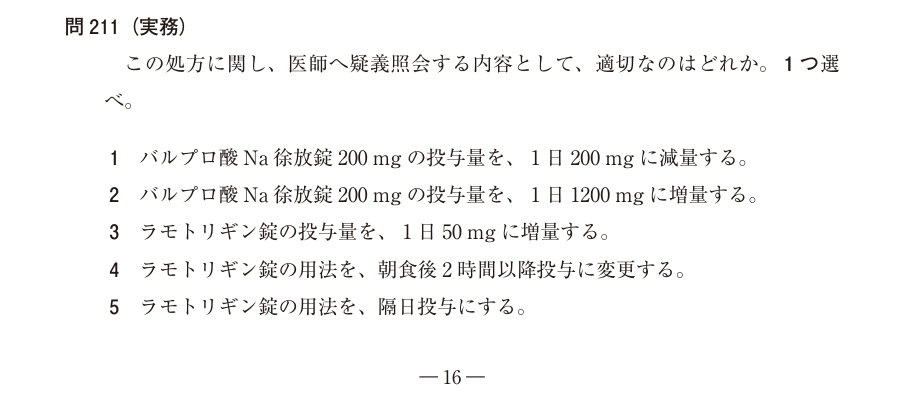 問 211（実務）
この処方に関し、医師へ疑義照会する内容として、適切なのはどれか。1つ選
べ。
1 バルプロ酸 Na 徐放錠 200 mg の投与量を、1日 200 mg に減量する。
2 バルプロ酸 Na 徐放錠 200 mg の投与量を、1日 1200 mg に増量する。
3 ラモトリギン錠の投与量を、1日 50 mg に増量する。
4 ラモトリギン錠の用法を、朝食後2時間以降投与に変更する。
5 ラモトリギン錠の用法を、隔日投与にする。
— 16 —